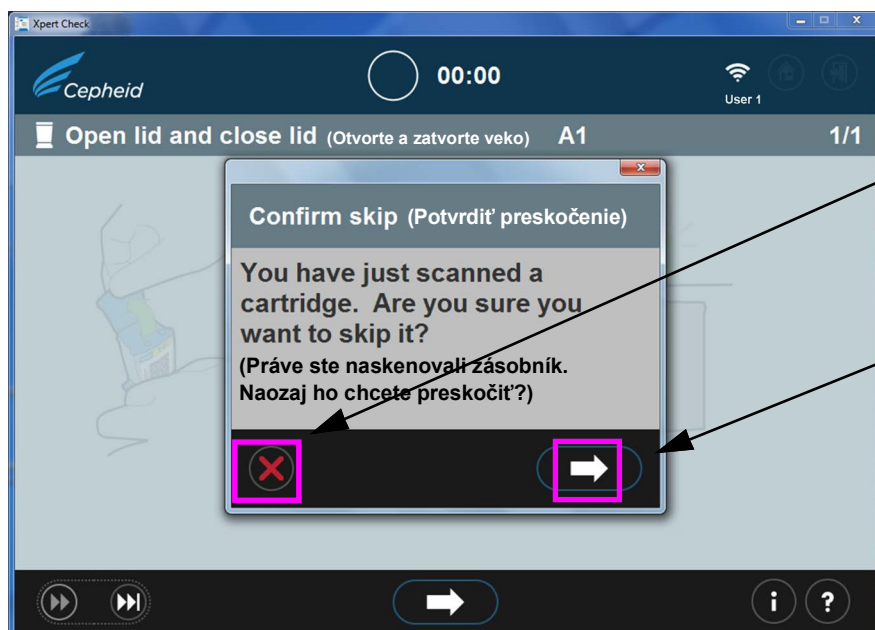 Xpert Check
Cepheid
00:00
User 1
Open lid and close lid (Otvorte a zatvorte veko) A1 1/1
Confirm skip (Potvrdiť preskočenie)
You have just scanned a
cartridge. Are you sure you
want to skip it?
(Práve ste naskenovali zásobník.
Naozaj ho chcete preskočiť?)
i ?